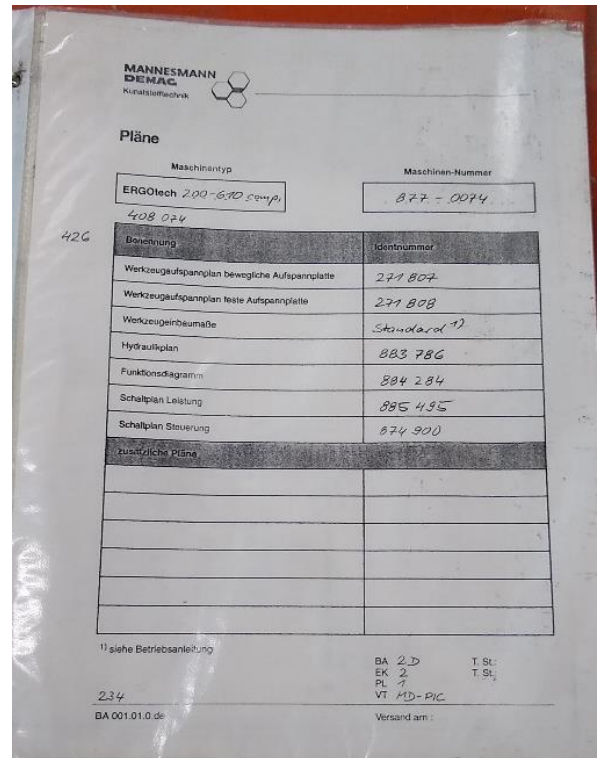 MANNESMANN
DEMAG
Kunststofftechnik
Pläne
Maschinentyp Maschinen-Nummer
ERGOtech 200-610 comp, 877 - 0074
408 074
426
Benennung Identnummer
Werkzeugaufspannplan bewegliche Aufspannplatte 271 807
Werkzeugaufspannplan feste Aufspannplatte 271 808
Werkzeugeinbaumaße Standard 1)
Hydraulikplan 883 786
Funktionsdiagramm 884 284
Schaltplan Leistung 885 495
Schaltplan Steuerung 874 900
zusätzliche Pläne
1) siehe Betriebsanleitung
BA 2D T. St.:
EK 2 T. St.:
PL 1
VT MD-PIC
234
BA 001.01.0.de Versand am :